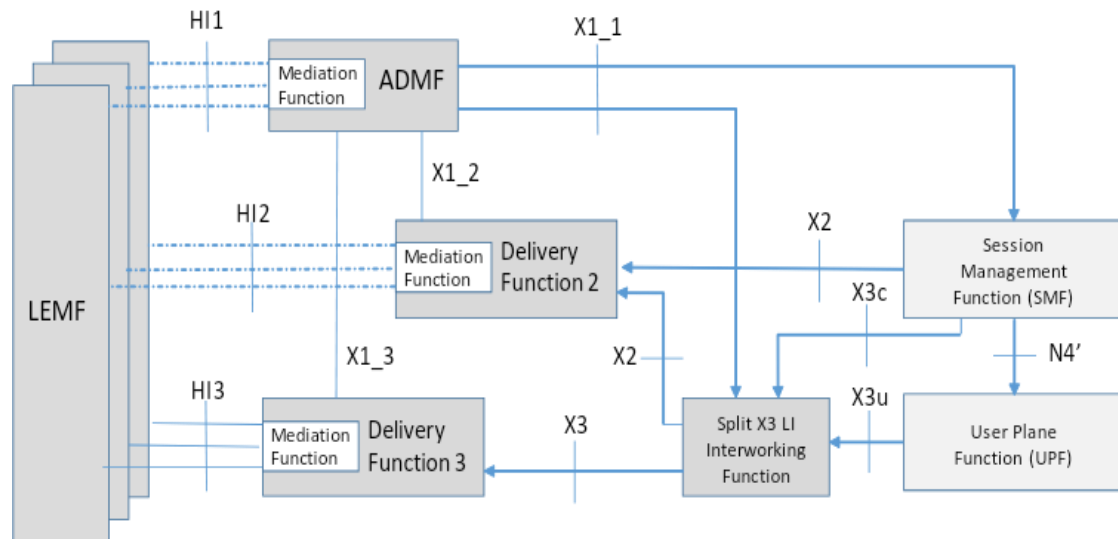 HI1
X1_1
Mediation
Function
ADMF
X1_2
HI2
X2
Mediation
Function
Delivery
Function 2
Session
Management
Function (SMF)
LEMF
X3c
X1_3
X2
N4’
HI3
X3
X3u
Mediation
Function
Delivery
Function 3
Split X3 LI
Interworking
Function
User Plane
Function (UPF)